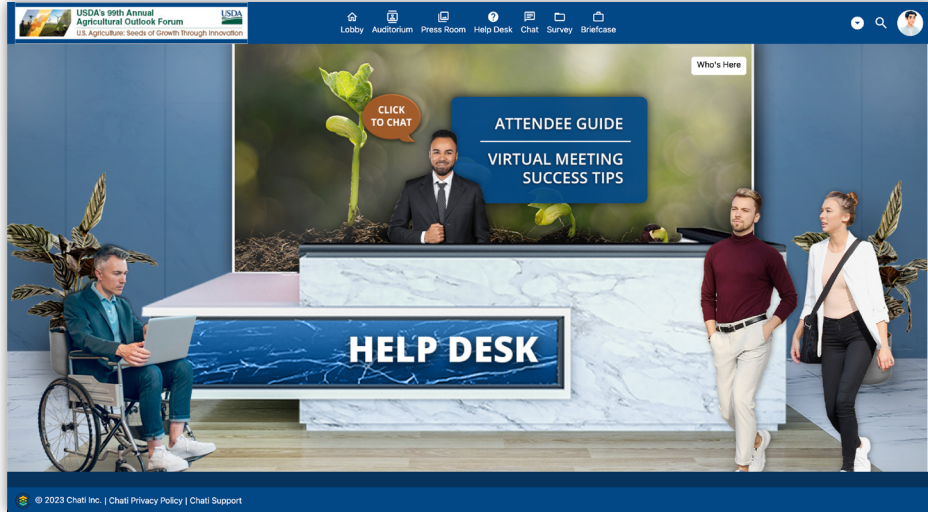 USDA's 99th Annual
Agricultural Outlook Forum
USDA
U.S. Agriculture: Seeds of Growth Through Innovation
Lobby
Auditorium
Press Room
Help Desk
Chat
Survey
Briefcase
Who's Here
CLICK
TO CHAT
ATTENDEE GUIDE
VIRTUAL MEETING
SUCCESS TIPS
HELP DESK
© 2023 Chati Inc. | Chati Privacy Policy | Chati Support